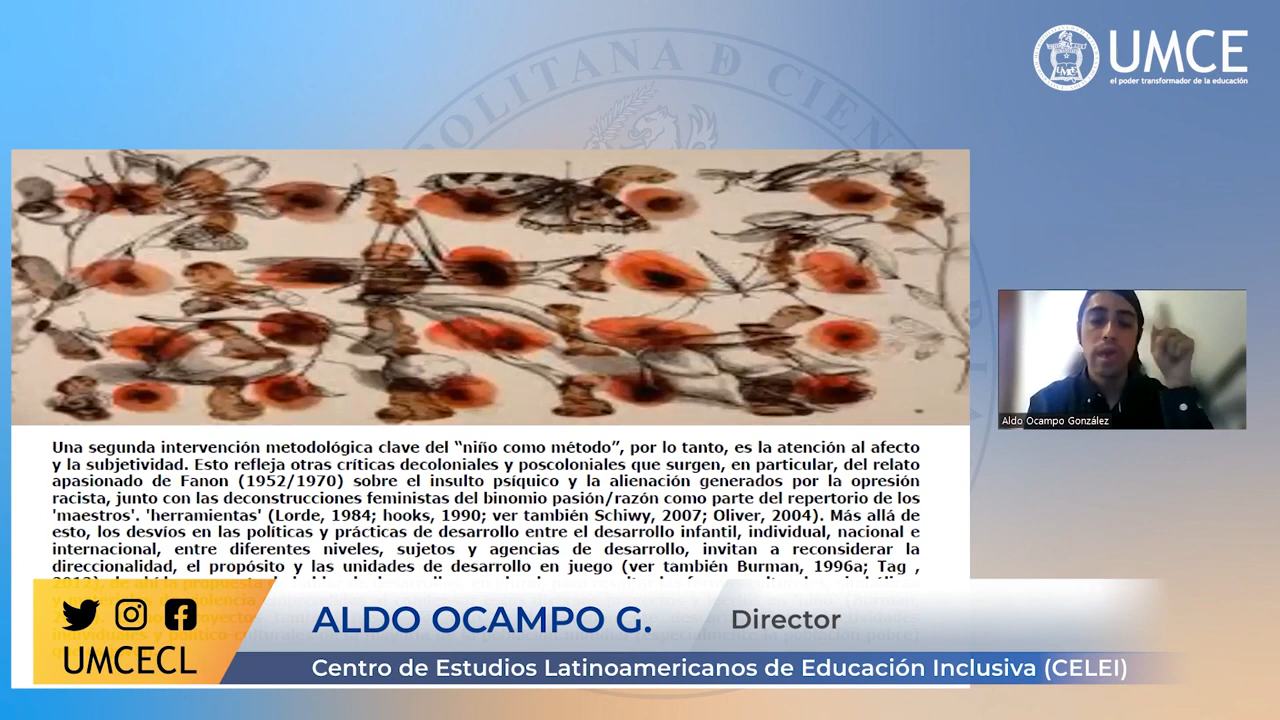 UMCE
el poder transformador de la educación
OLITANA D CIEN
Una segunda intervención metodológica clave del “niño como método”, por lo tanto, es la atención al afecto
y la subjetividad. Esto refleja otras críticas decoloniales y poscoloniales que surgen, en particular, del relato
apasionado de Fanon (1952/1970) sobre el insulto psíquico y la alienación generados por la opresión
racista, junto con las deconstrucciones feministas del binomio pasión/razón como parte del repertorio de los
'maestros'. 'herramientas' (Lorde, 1984; hooks, 1990; ver también Schiwy, 2007; Oliver, 2004). Más allá de
esto, los desvíos en las políticas y prácticas de desarrollo entre el desarrollo infantil, individual, nacional e
internacional, entre diferentes niveles, sujetos y agencias de desarrollo, invitan a reconsiderar la
direccionalidad, el propósito y las unidades de desarrollo en juego (ver también Burman, 1996a; Tag ,
Aldo Ocampo González
UMCECL
ALDO OCAMPO G.
Director
Centro de Estudios Latinoamericanos de Educación Inclusiva (CELEI)